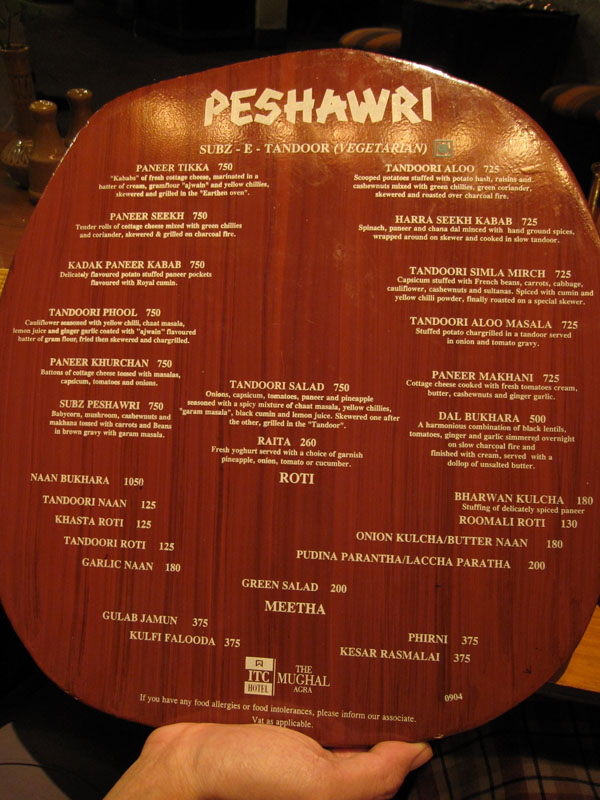 PESHAWRI
SUBZ - E - TANDOOR (VEGETARIAN)
PANEER TIKKA 750
"Kababs" of fresh cottage cheese, marinated in a
batter of cream, gramflour "ajwain" and yellow chillies,
skewered and grilled in the "Earthen oven".
PANEER SEEKH 750
Tender rolls of cottage cheese mixed with green chillies
and coriander, skewered & grilled on charcoal fire.
KADAK PANEER KABAB 750
Delicately flavoured potato stuffed paneer pockets
flavoured with Royal cumin.
TANDOORI PHOOL 750
Cauliflower seasoned with yellow chilli, chaat masala,
lemon juice and ginger garlic coated with "ajwain" flavoured
batter of gram flour, fried then skewered and chargrilled.
PANEER KHURCHAN 750
Battons of cottage cheese tossed with masalas,
capsicum, tomatoes and onions.
SUBZ PESHAWRI 750
Babycorn, mushroom, cashewnuts and
makhana tossed with carrots and Beans
in brown gravy with garam masala.
TANDOORI ALOO 725
Scooped potatoes stuffed with potato hash, raisins and
cashewnuts mixed with green chillies, green coriander,
skewered and roasted over charcoal fire.
HARRA SEEKH KABAB 725
Spinach, paneer and chana dal minced with hand ground spices,
wrapped around on skewer and cooked in slow tandoor.
TANDOORI SIMLA MIRCH 725
Capsicum stuffed with French beans, carrots, cabbage,
cauliflower, cashewnuts and sultanas. Spiced with cumin and
yellow chilli powder, finally roasted on a special skewer.
TANDOORI ALOO MASALA 725
Stuffed potato chargrilled in a tandoor served
in onion and tomato gravy.
PANEER MAKHANI 725
Cottage cheese cooked with fresh tomatoes cream,
butter, cashewnuts and ginger garlic.
DAL BUKHARA 500
A harmonious combination of black lentils,
tomatoes, ginger and garlic simmered overnight
on slow charcoal fire and
finished with cream, served with a
dollop of unsalted butter.
TANDOORI SALAD 750
Onions, capsicum, tomatoes, paneer and pineapple
seasoned with a spicy mixture of chaat masala, yellow chillies,
"garam masala", black cumin and lemon juice. Skewered one after
the other, grilled in the "Tandoor".
RAITA 260
Fresh yoghurt served with a choice of garnish
pineapple, onion, tomato or cucumber.
ROTI
NAAN BUKHARA 1050
TANDOORI NAAN 125
KHASTA ROTI 125
TANDOORI ROTI 125
GARLIC NAAN 180
BHARWAN KULCHA 180
Stuffing of delicately spiced paneer
ROOMALI ROTI 130
ONION KULCHA/BUTTER NAAN 180
PUDINA PARANTHA/LACCHA PARATHA 200
GREEN SALAD 200
MEETHA
GULAB JAMUN 375
KULFI FALOODA 375
PHIRNI 375
KESAR RASMALAI 375
ITC
HOTEL
THE
MUGHAL
AGRA
0904
If you have any food allergies or food intolerances, please inform our associate.
Vat as applicable.